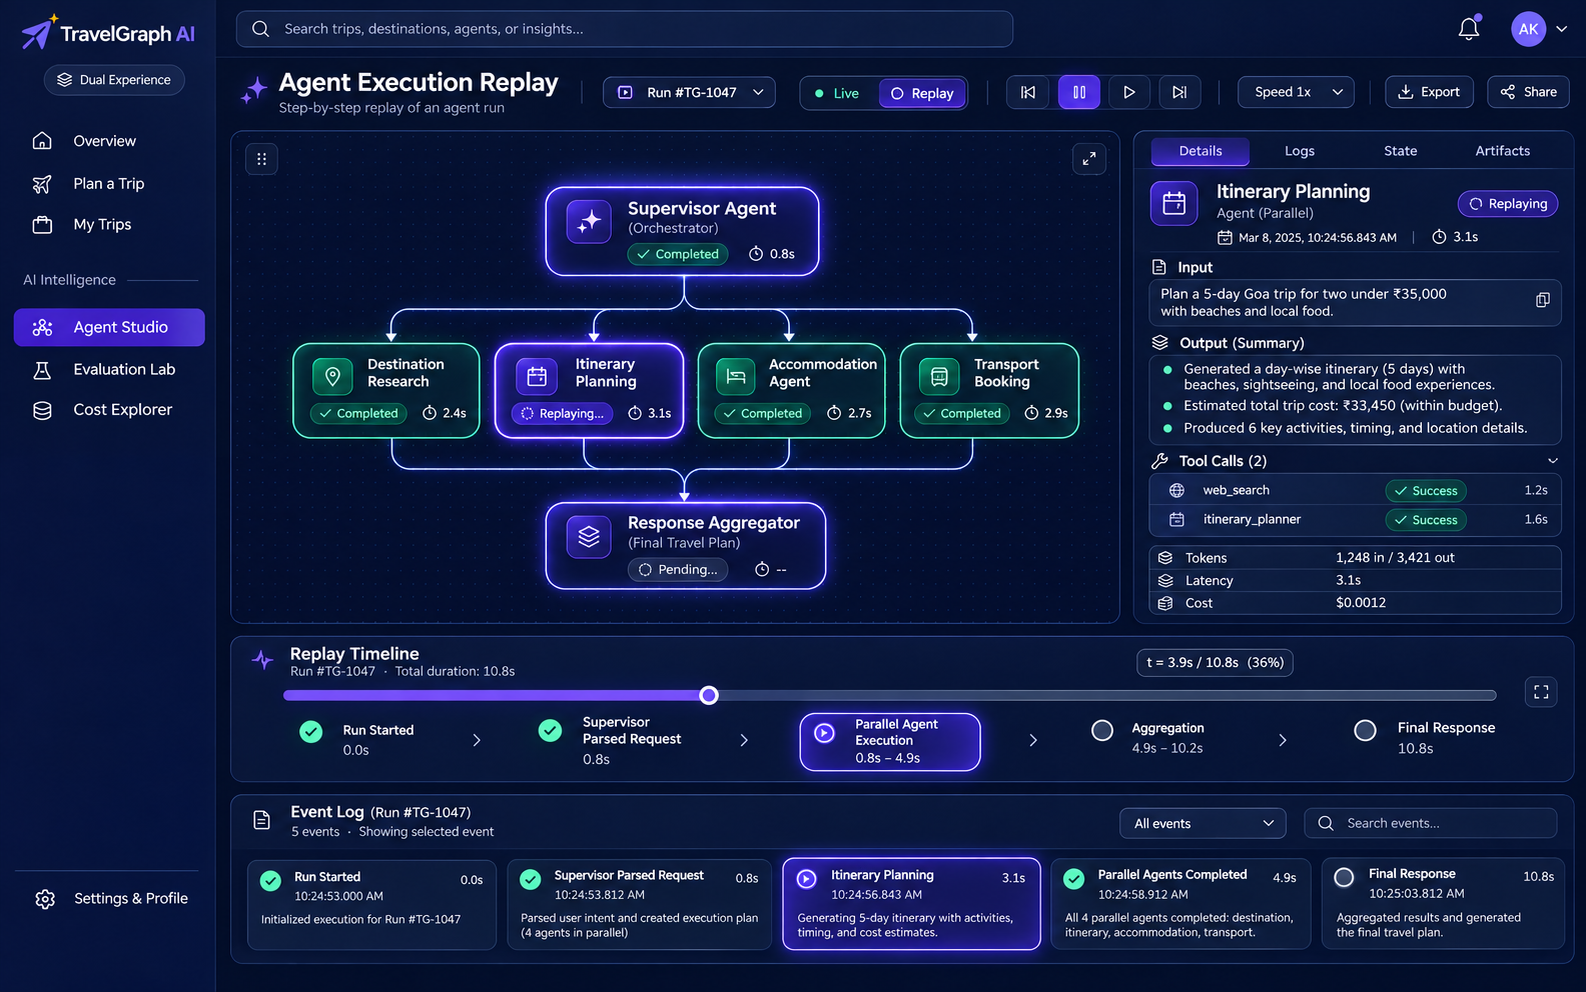 TravelGraph AI
Dual Experience
Overview
Plan a Trip
My Trips
AI Intelligence
Agent Studio
Evaluation Lab
Cost Explorer
Settings & Profile
Search trips, destinations, agents, or insights...
AK
Agent Execution Replay
Step-by-step replay of an agent run
Run #TG-1047
Live
Replay
Speed 1x
Export
Share
Supervisor Agent
(Orchestrator)
Completed
0.8s
Destination
Research
Completed
2.4s
Itinerary
Planning
Replaying...
3.1s
Accommodation
Agent
Completed
2.7s
Transport
Booking
Completed
2.9s
Response Aggregator
(Final Travel Plan)
Pending...
--
Details
Logs
State
Artifacts
Itinerary Planning
Agent (Parallel)
Replaying
Mar 8, 2025, 10:24:56.843 AM
3.1s
Input
Plan a 5-day Goa trip for two under ₹35,000
with beaches and local food.
Output (Summary)
Generated a day-wise itinerary (5 days) with
beaches, sightseeing, and local food experiences.
Estimated total trip cost: ₹33,450 (within budget).
Produced 6 key activities, timing, and location details.
Tool Calls (2)
web_search
Success
1.2s
itinerary_planner
Success
1.6s
Tokens
1,248 in / 3,421 out
Latency
3.1s
Cost
$0.0012
Replay Timeline
Run #TG-1047 · Total duration: 10.8s
t = 3.9s / 10.8s (36%)
Run Started
0.0s
Supervisor
Parsed Request
0.8s
Parallel Agent
Execution
0.8s – 4.9s
Aggregation
4.9s – 10.2s
Final Response
10.8s
Event Log (Run #TG-1047)
5 events · Showing selected event
All events
Search events...
Run Started
0.0s
10:24:53.000 AM
Initialized execution for Run #TG-1047
Supervisor Parsed Request
0.8s
10:24:53.812 AM
Parsed user intent and created execution plan
(4 agents in parallel)
Itinerary Planning
3.1s
10:24:56.843 AM
Generating 5-day itinerary with activities,
timing, and cost estimates.
Parallel Agents Completed
4.9s
10:24:58.912 AM
All 4 parallel agents completed: destination,
itinerary, accommodation, transport.
Final Response
10.8s
10:25:03.812 AM
Aggregated results and generated
the final travel plan.